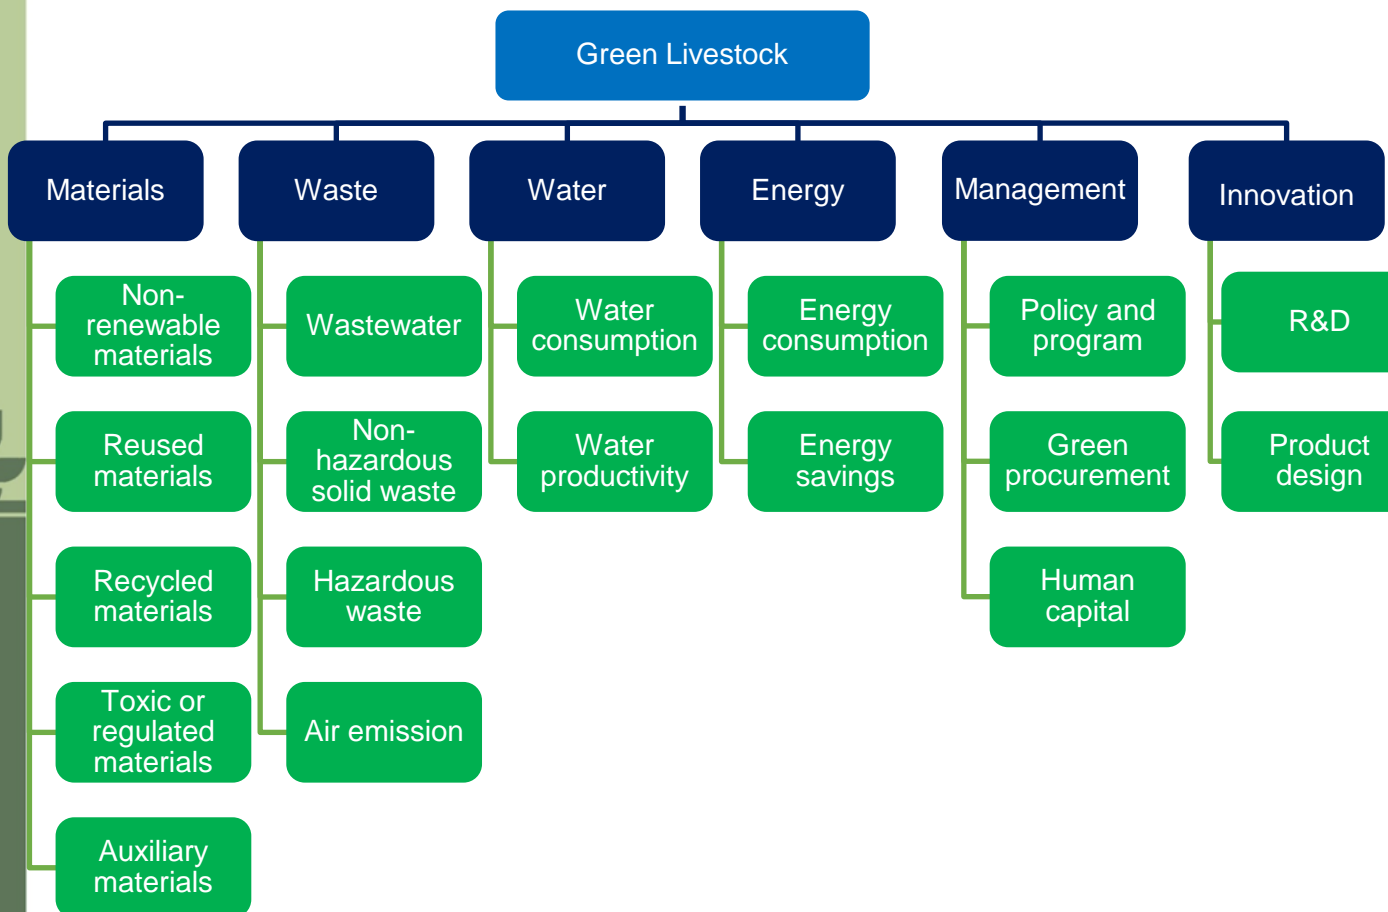 Green Livestock
Materials
Waste
Water
Energy
Management
Innovation
Non-
renewable
materials
Reused
materials
Recycled
materials
Toxic or
regulated
materials
Auxiliary
materials
Wastewater
Non-
hazardous
solid waste
Hazardous
waste
Air emission
Water
consumption
Water
productivity
Energy
consumption
Energy
savings
Policy and
program
Green
procurement
Human
capital
R&D
Product
design